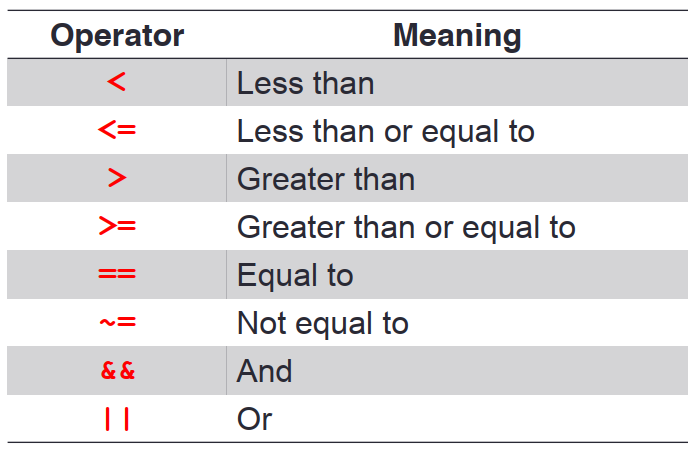 Operator Meaning
< Less than
<= Less than or equal to
> Greater than
>= Greater than or equal to
== Equal to
~= Not equal to
&& And
|| Or